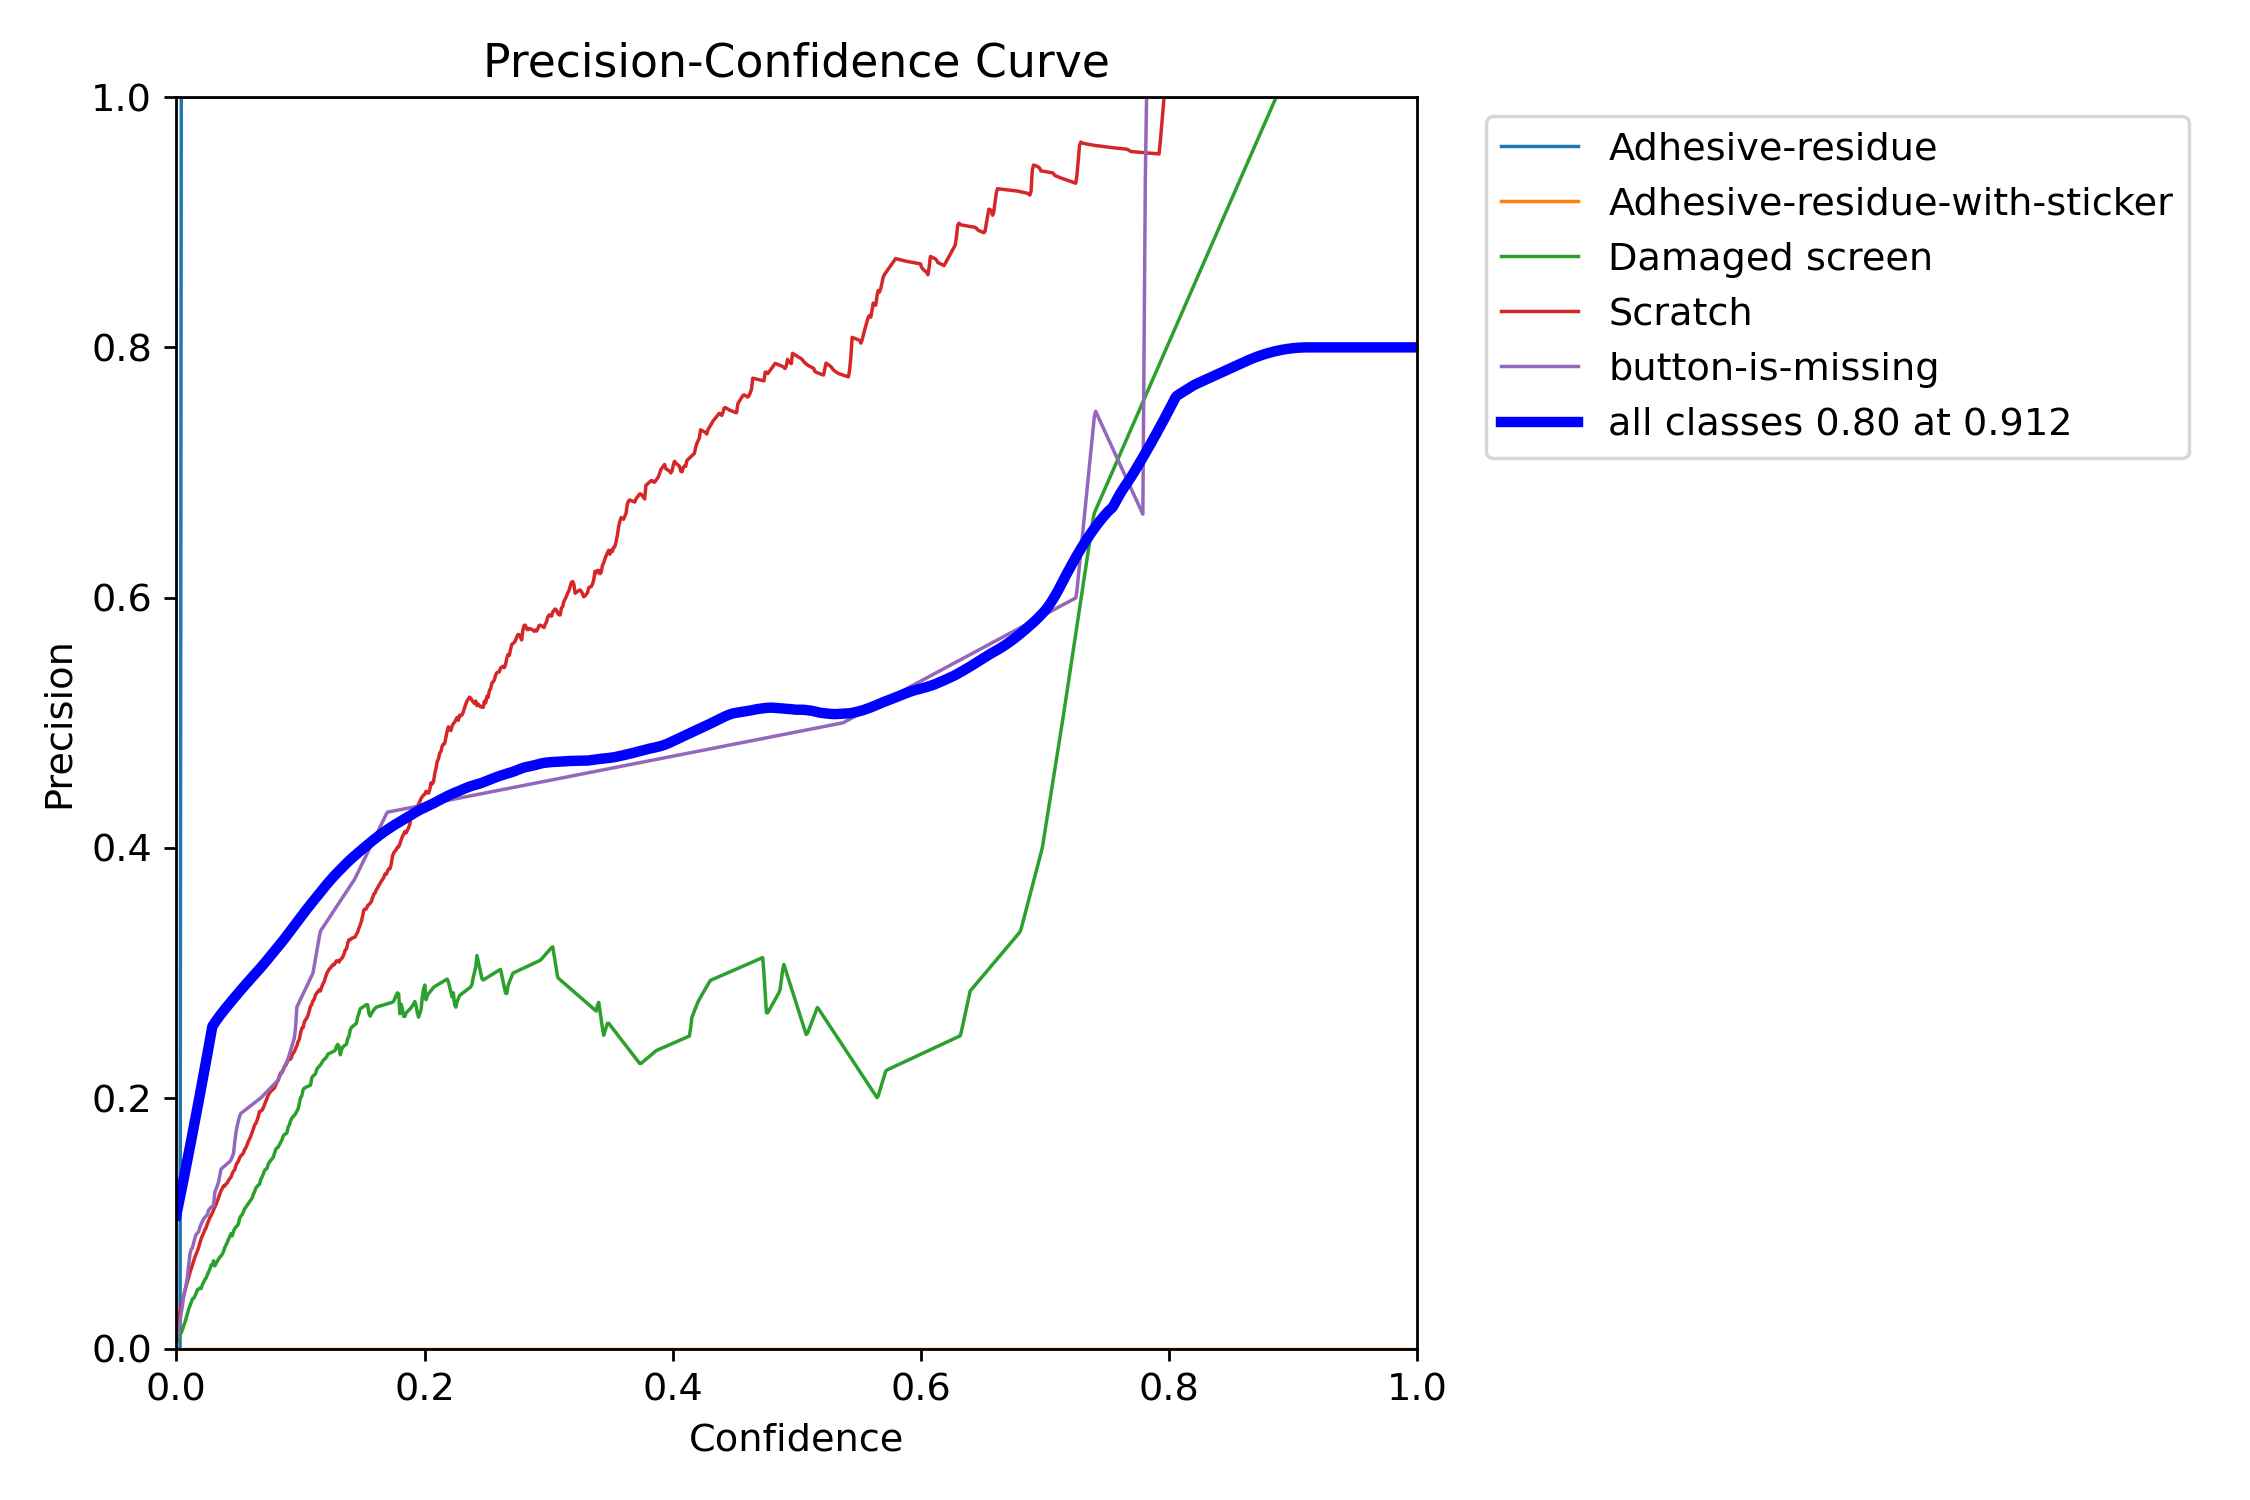 Precision-Confidence Curve
1.0
0.8
0.6
0.4
0.2
0.0
Precision
0.0 0.2 0.4 0.6 0.8 1.0
Confidence
Adhesive-residue
Adhesive-residue-with-sticker
Damaged screen
Scratch
button-is-missing
all classes 0.80 at 0.912